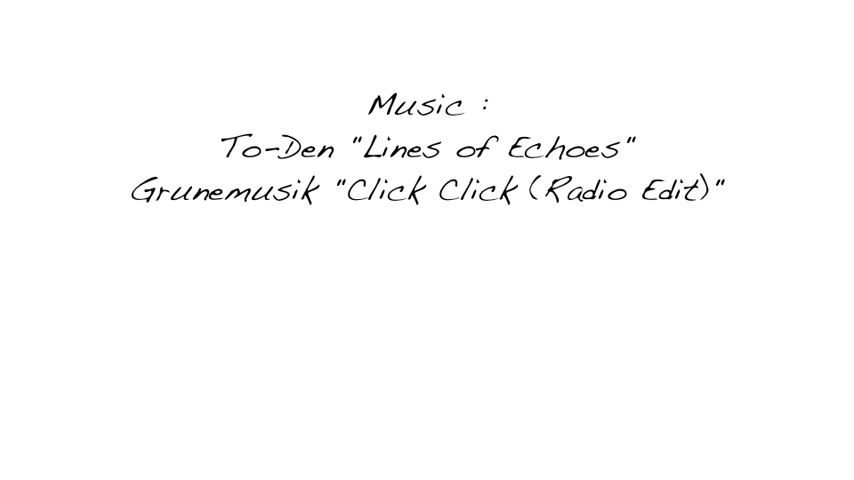 Music :
To-Den "Lines of Echoes"
Grunemusik "Click Click (Radio Edit)"